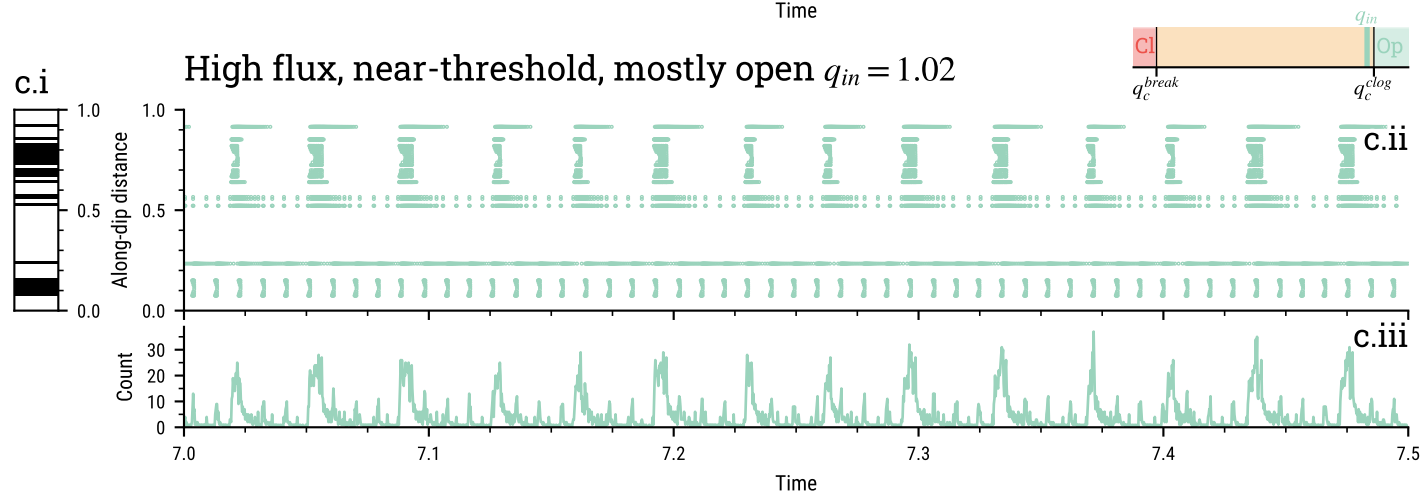 Time
q_in
Cl
Op
q_c^break
q_c^clog
High flux, near-threshold, mostly open q_in = 1.02
c.i
1.0
0.5
0.0
Along-dip distance
1.0
0.5
0.0
c.ii
Count
30
20
10
0
c.iii
7.0
7.1
7.2
7.3
7.4
7.5
Time